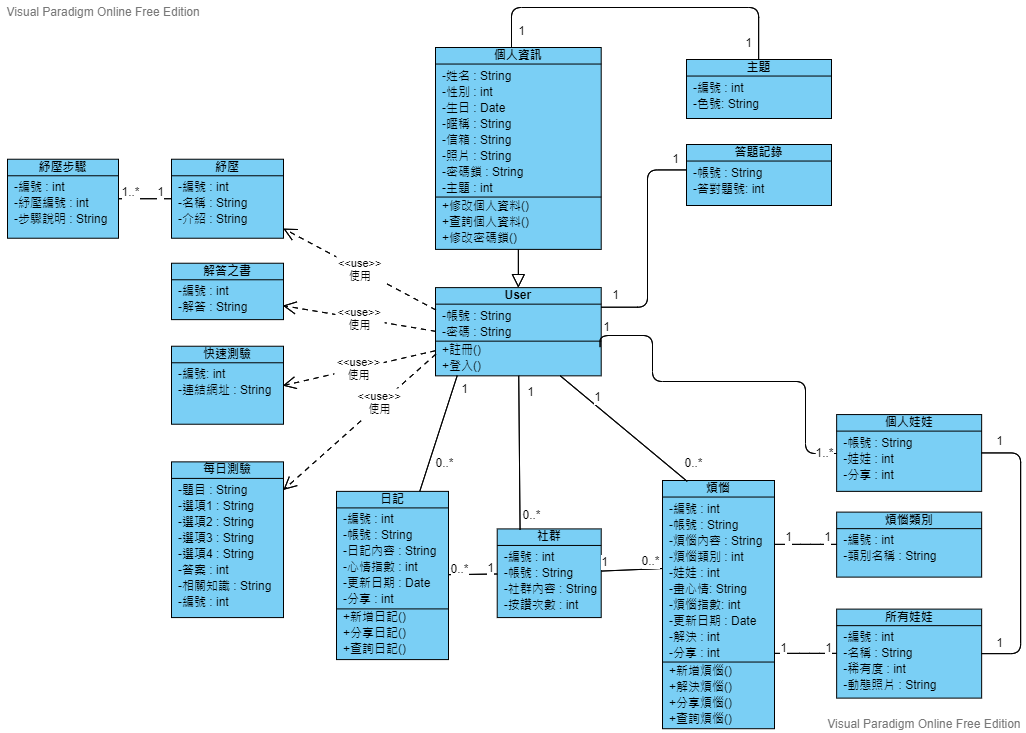 Visual Paradigm Online Free Edition
1
1
個人資訊
-姓名 : String
-性別 : int
-生日 : Date
-暱稱 : String
-信箱 : String
-照片 : String
-密碼鎖 : String
-主題 : int
+修改個人資料()
+查詢個人資料()
+修改密碼鎖()
主題
-編號 : int
-色號: String
答題記錄
-帳號 : String
-答對題號: int
1
1
紓壓步驟
-編號 : int
-紓壓編號 : int
-步驟說明 : String
1..*
1
紓壓
-編號 : int
-名稱 : String
-介紹 : String
<<use>>
使用
解答之書
-編號 : int
-解答 : String
<<use>>
使用
快速測驗
-編號: int
-連結網址 : String
<<use>>
使用
每日測驗
-題目 : String
-選項1 : String
-選項2 : String
-選項3 : String
-選項4 : String
-答案 : int
-相關知識 : String
-編號 : int
<<use>>
使用
User
-帳號 : String
-密碼 : String
+註冊()
+登入()
1
1..*
1
0..*
1
0..*
1
0..*
日記
-編號 : int
-帳號 : String
-日記內容 : String
-心情指數 : int
-更新日期 : Date
-分享 : int
+新增日記()
+分享日記()
+查詢日記()
0..*
1
社群
-編號 : int
-帳號 : String
-社群內容 : String
-按讚次數 : int
1
0..*
煩惱
-編號 : int
-帳號 : String
-煩惱內容 : String
-煩惱類別 : int
-娃娃 : int
-畫心情: String
-煩惱指數: int
-更新日期 : Date
-解決 : int
-分享 : int
+新增煩惱()
+解決煩惱()
+分享煩惱()
+查詢煩惱()
個人娃娃
-帳號 : String
-娃娃 : int
-分享 : int
1
1
1
煩惱類別
-編號 : int
-類別名稱 : String
1
1
所有娃娃
-編號 : int
-名稱 : String
-稀有度 : int
-動態照片 : String
1
Visual Paradigm Online Free Edition